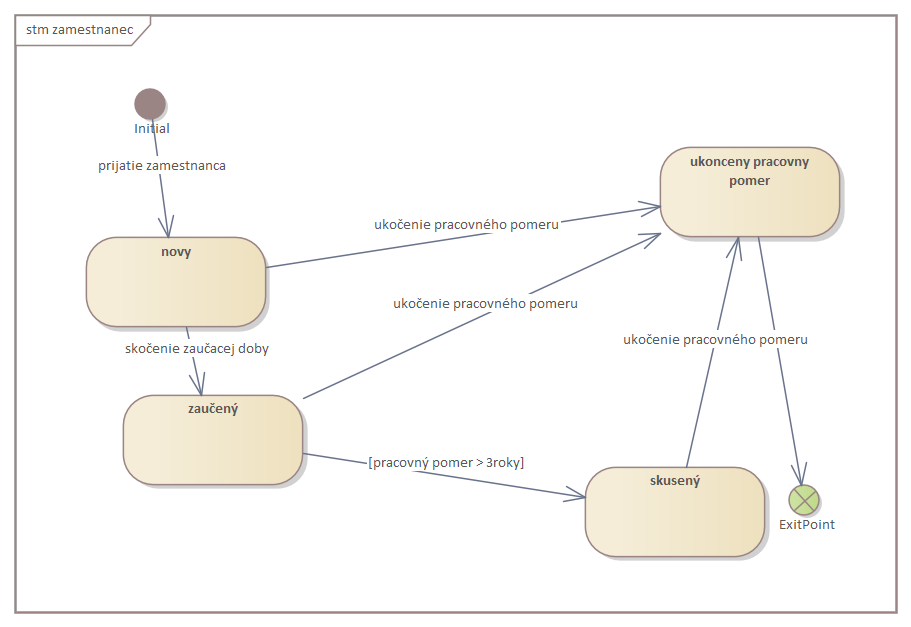 stm zamestnanec
Initial
prijatie zamestnanca
ukonceny pracovny
pomer
ukočenie pracovného pomeru
novy
ukočenie pracovného pomeru
ukočenie pracovného pomeru
skočenie zaučacej doby
zaučený
[pracovný pomer > 3roky]
skusený
ExitPoint